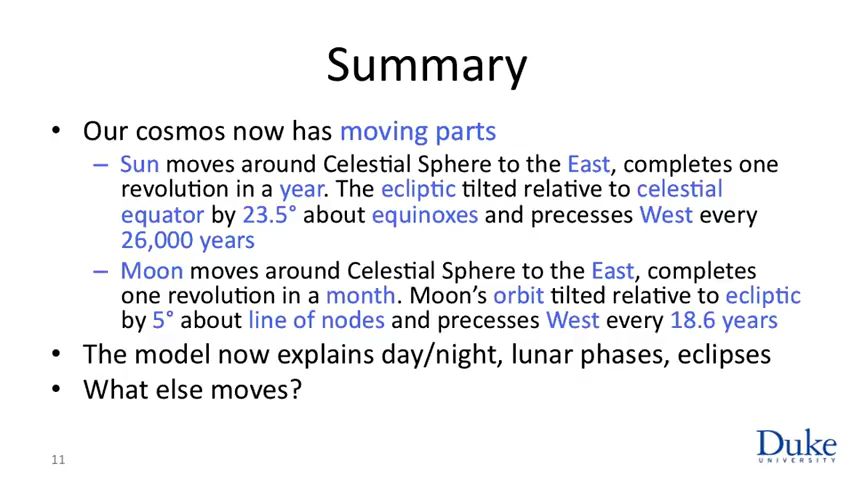 Summary
• Our cosmos now has moving parts
– Sun moves around Celestial Sphere to the East, completes one
revolution in a year. The ecliptic tilted relative to celestial
equator by 23.5° about equinoxes and precesses West every
26,000 years
– Moon moves around Celestial Sphere to the East, completes
one revolution in a month. Moon's orbit tilted relative to ecliptic
by 5° about line of nodes and precesses West every 18.6 years
• The model now explains day/night, lunar phases, eclipses
• What else moves?
11
Duke
UNIVERSITY